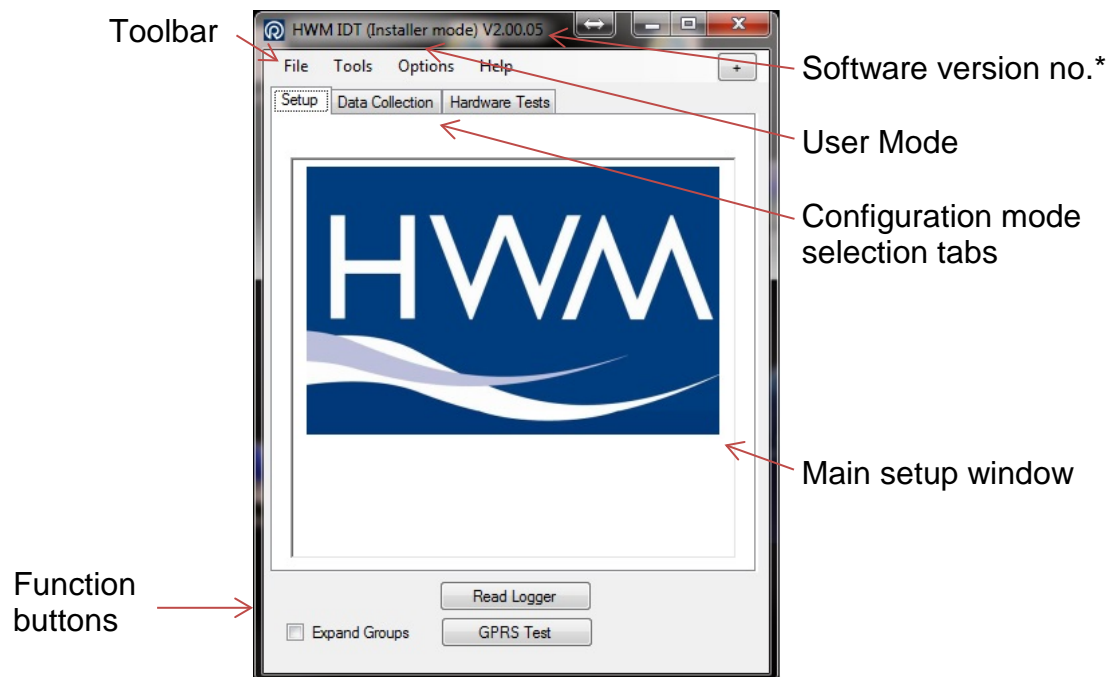 Toolbar
HWM IDT (Installer mode) V2.00.05
File Tools Options Help
+
Software version no.*
Setup Data Collection Hardware Tests
User Mode
Configuration mode
selection tabs
HWM
Main setup window
Function
buttons
Read Logger
Expand Groups
GPRS Test